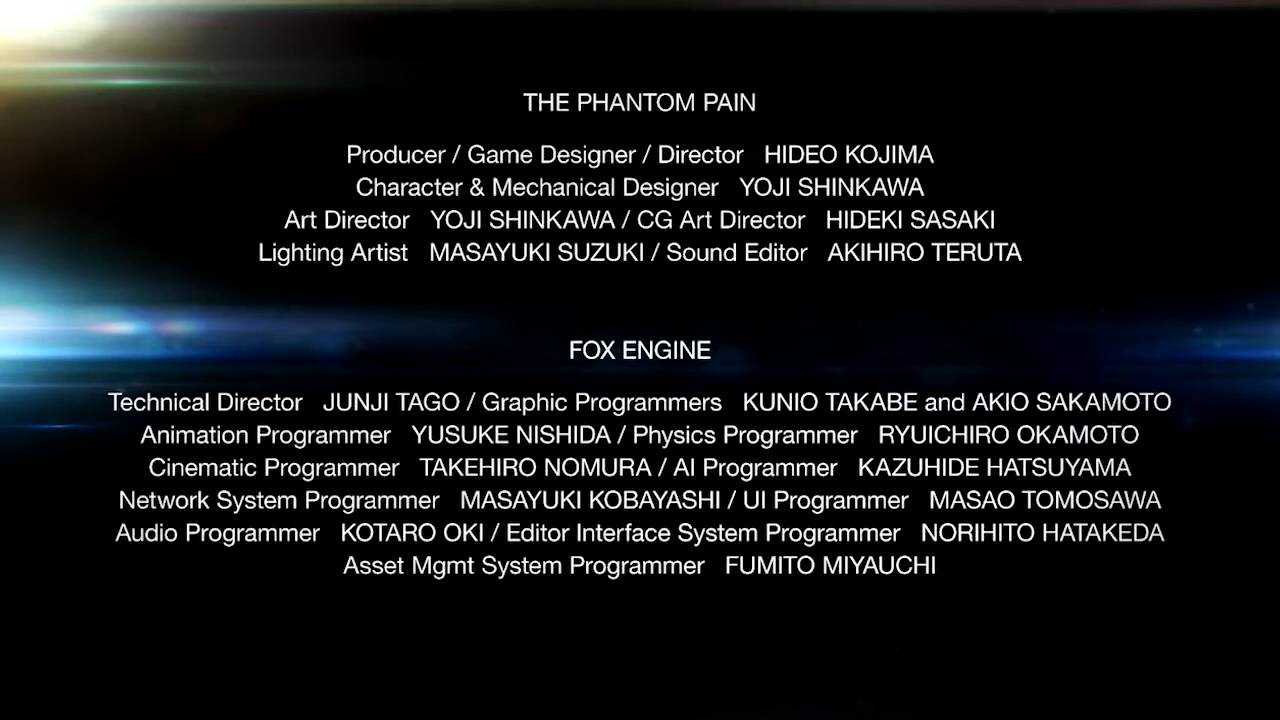 THE PHANTOM PAIN
Producer / Game Designer / Director HIDEO KOJIMA
Character & Mechanical Designer YOJI SHINKAWA
Art Director YOJI SHINKAWA / CG Art Director HIDEKI SASAKI
Lighting Artist MASAYUKI SUZUKI / Sound Editor AKIHIRO TERUTA
FOX ENGINE
Technical Director JUNJI TAGO / Graphic Programmers KUNIO TAKABE and AKIO SAKAMOTO
Animation Programmer YUSUKE NISHIDA / Physics Programmer RYUICHIRO OKAMOTO
Cinematic Programmer TAKEHIRO NOMURA / AI Programmer KAZUHIDE HATSUYAMA
Network System Programmer MASAYUKI KOBAYASHI / UI Programmer MASAO TOMOSAWA
Audio Programmer KOTARO OKI / Editor Interface System Programmer NORIHITO HATAKEDA
Asset Mgmt System Programmer FUMITO MIYAUCHI